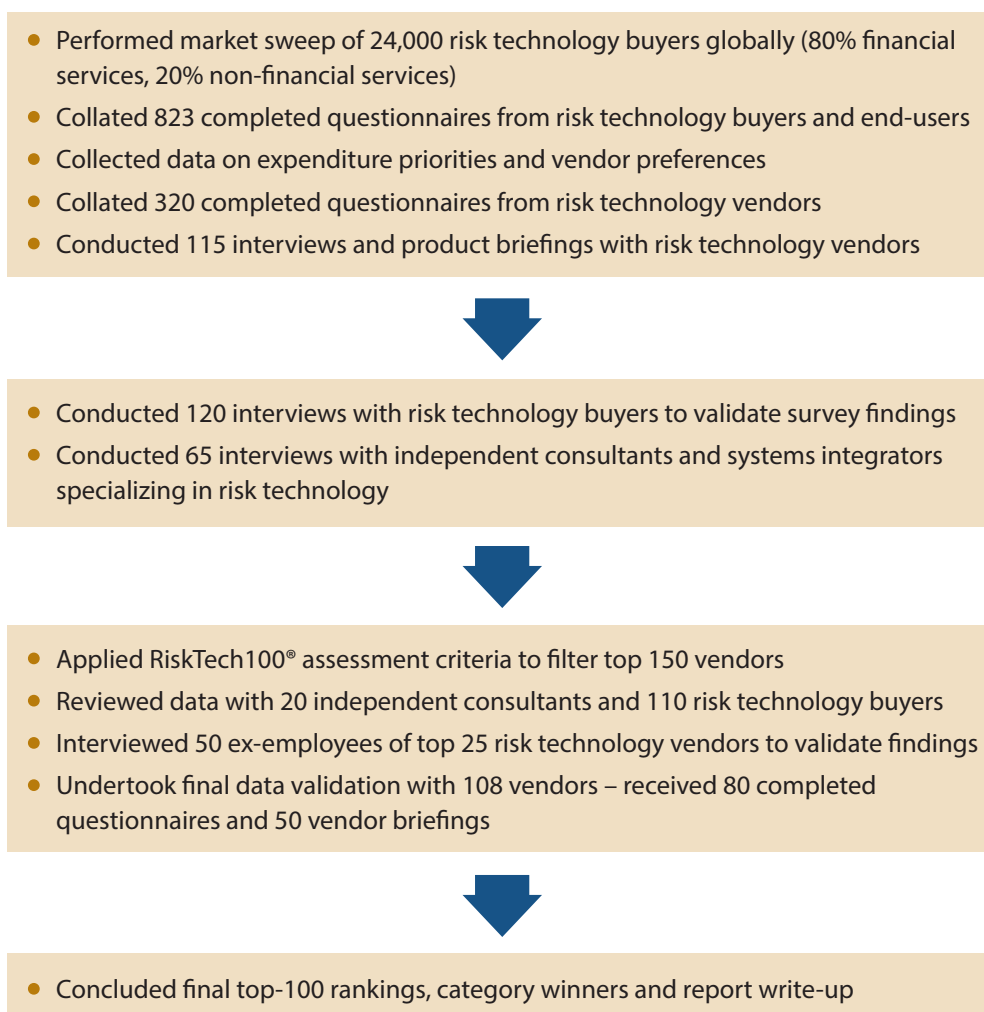 • Performed market sweep of 24,000 risk technology buyers globally (80% financial
services, 20% non-financial services)
• Collated 823 completed questionnaires from risk technology buyers and end-users
• Collected data on expenditure priorities and vendor preferences
• Collated 320 completed questionnaires from risk technology vendors
• Conducted 115 interviews and product briefings with risk technology vendors
• Conducted 120 interviews with risk technology buyers to validate survey findings
• Conducted 65 interviews with independent consultants and systems integrators
specializing in risk technology
• Applied RiskTech100® assessment criteria to filter top 150 vendors
• Reviewed data with 20 independent consultants and 110 risk technology buyers
• Interviewed 50 ex-employees of top 25 risk technology vendors to validate findings
• Undertook final data validation with 108 vendors – received 80 completed
questionnaires and 50 vendor briefings
• Concluded final top-100 rankings, category winners and report write-up